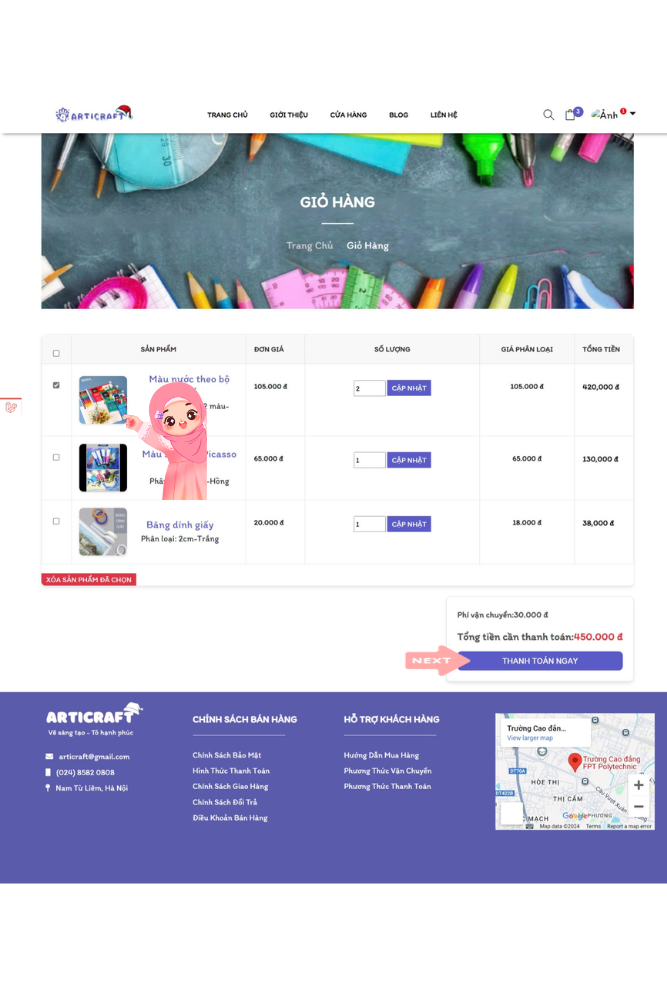 ARTICRAFT
TRANG CHỦ GIỚI THIỆU CỬA HÀNG BLOG LIÊN HỆ
3
Ảnh
1
GIỎ HÀNG
Trang Chủ Giỏ Hàng
SẢN PHẨM ĐƠN GIÁ SỐ LƯỢNG GIÁ PHÂN LOẠI TỔNG TIỀN
Màu nước theo bộ
105.000 đ 2 CẬP NHẬT 105.000 đ 420,000 đ
2 màu-
Màu Picasso
65.000 đ 1 CẬP NHẬT 65.000 đ 130,000 đ
-Hồng
Băng dính giấy
20.000 đ 1 CẬP NHẬT 18.000 đ 38,000 đ
Phân loại: 2cm-Trắng
XÓA SẢN PHẨM ĐÃ CHỌN
Phí vận chuyển:30.000 đ
Tổng tiền cần thanh toán:450.000 đ
NEXT
THANH TOÁN NGAY
ARTICRAFT
Vẽ sáng tạo - Tô hạnh phúc
articraft@gmail.com
(024) 8582 0808
Nam Từ Liêm, Hà Nội
CHÍNH SÁCH BÁN HÀNG
Chính Sách Bảo Mật
Hình Thức Thanh Toán
Chính Sách Giao Hàng
Chính Sách Đổi Trả
Điều Khoản Bán Hàng
HỖ TRỢ KHÁCH HÀNG
Hướng Dẫn Mua Hàng
Phương Thức Vận Chuyển
Phương Thức Thanh Toán
Trường Cao đẳn...
View larger map
Trường Cao đẳng
FPT Polytechnic
ĐT70A
HÒE THỊ
THỊ CẤM
ĐT422B
Cầu Vượt Xuân
MẠCH
Google
PHƯƠNG
Map data ©2024 Terms Report a map error